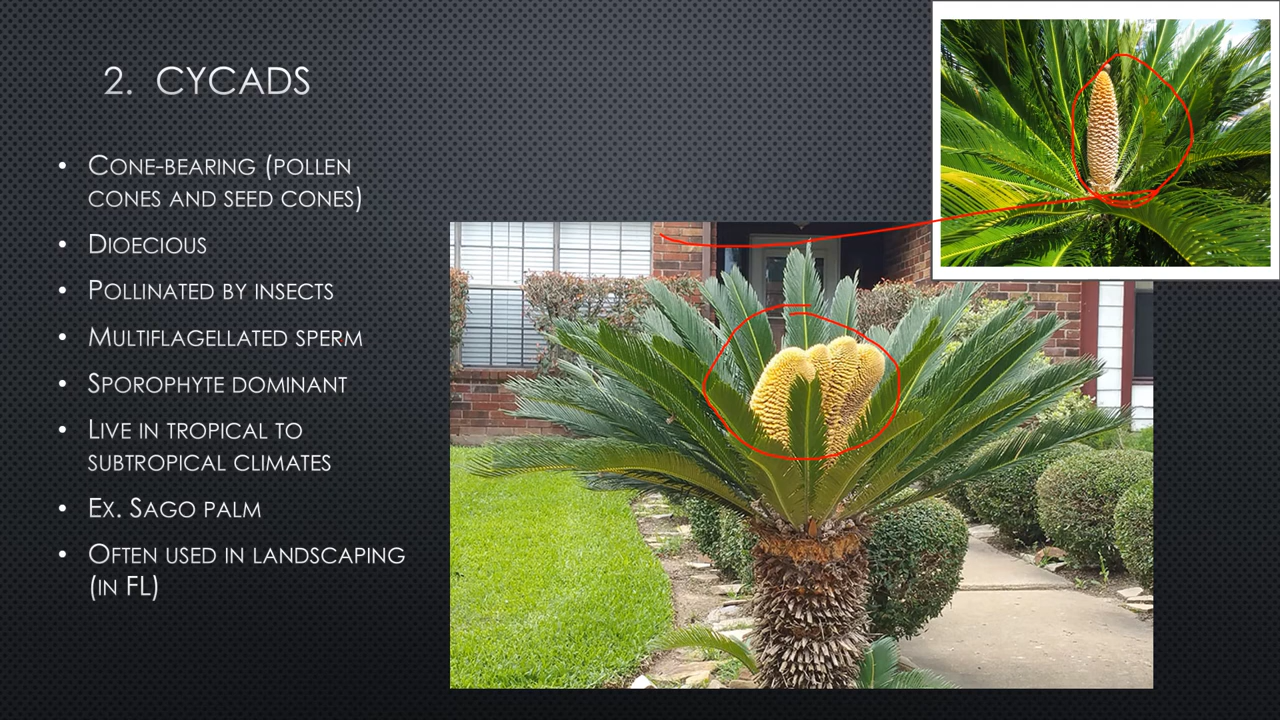 2. CYCADS
• CONE-BEARING (POLLEN
CONES AND SEED CONES)
• DIOECIOUS
• POLLINATED BY INSECTS
• MULTIFLAGELLATED SPERM
• SPOROPHYTE DOMINANT
• LIVE IN TROPICAL TO
SUBTROPICAL CLIMATES
• EX. SAGO PALM
• OFTEN USED IN LANDSCAPING
(IN FL)